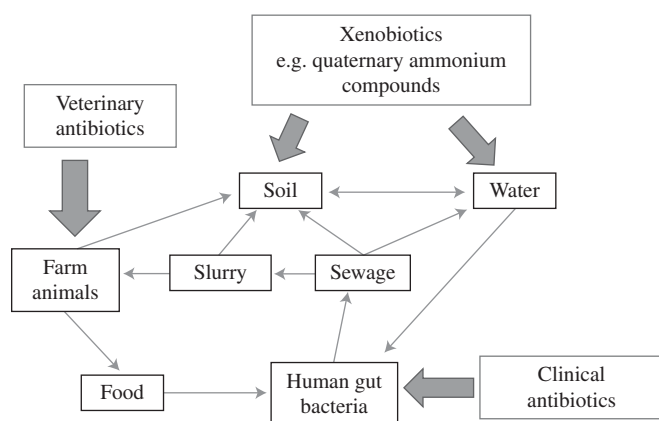 Xenobiotics
e.g. quaternary ammonium
compounds
Veterinary
antibiotics
Soil
Water
Farm
animals
Slurry
Sewage
Food
Human gut
bacteria
Clinical
antibiotics